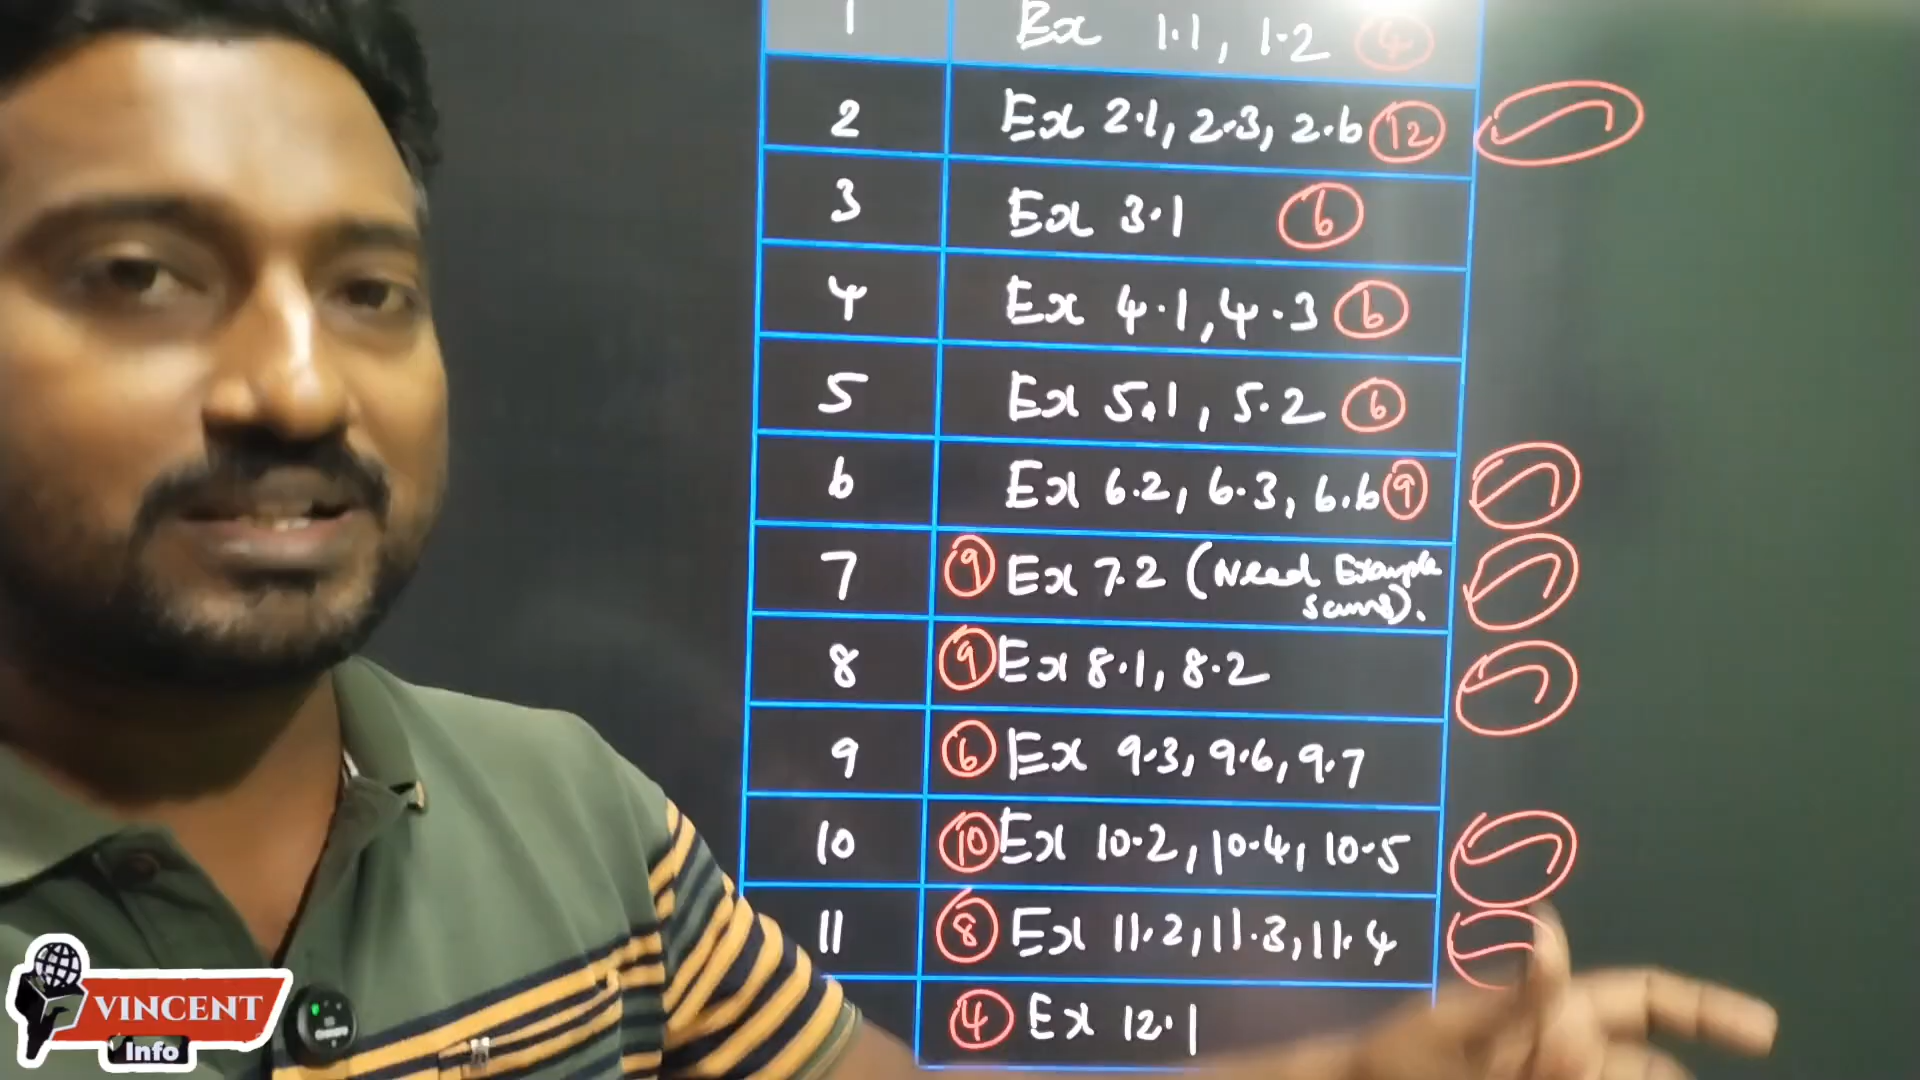 1 Ex 1.1, 1.2 4
2 Ex 2.1, 2.3, 2.6 12
3 Ex 3.1 6
4 Ex 4.1, 4.3 6
5 Ex 5.1, 5.2 6
6 Ex 6.2, 6.3, 6.6 9
7 9 Ex 7.2 (Need Example
Sums).
8 9 Ex 8.1, 8.2
9 6 Ex 9.3, 9.6, 9.7
10 10 Ex 10.2, 10.4, 10.5
11 8 Ex 11.2, 11.3, 11.4
4 Ex 12.1
VINCENT
Info